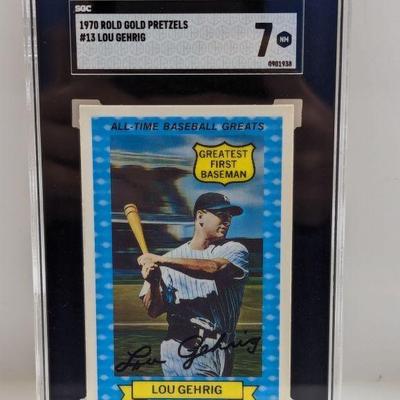 SGC
1970 ROLD GOLD PRETZELS
#13 LOU GEHRIG
7 NM
0901938
ALL-TIME BASEBALL GREATS
GREATEST
FIRST
BASEMAN
Lou Gehrig
LOU GEHRIG